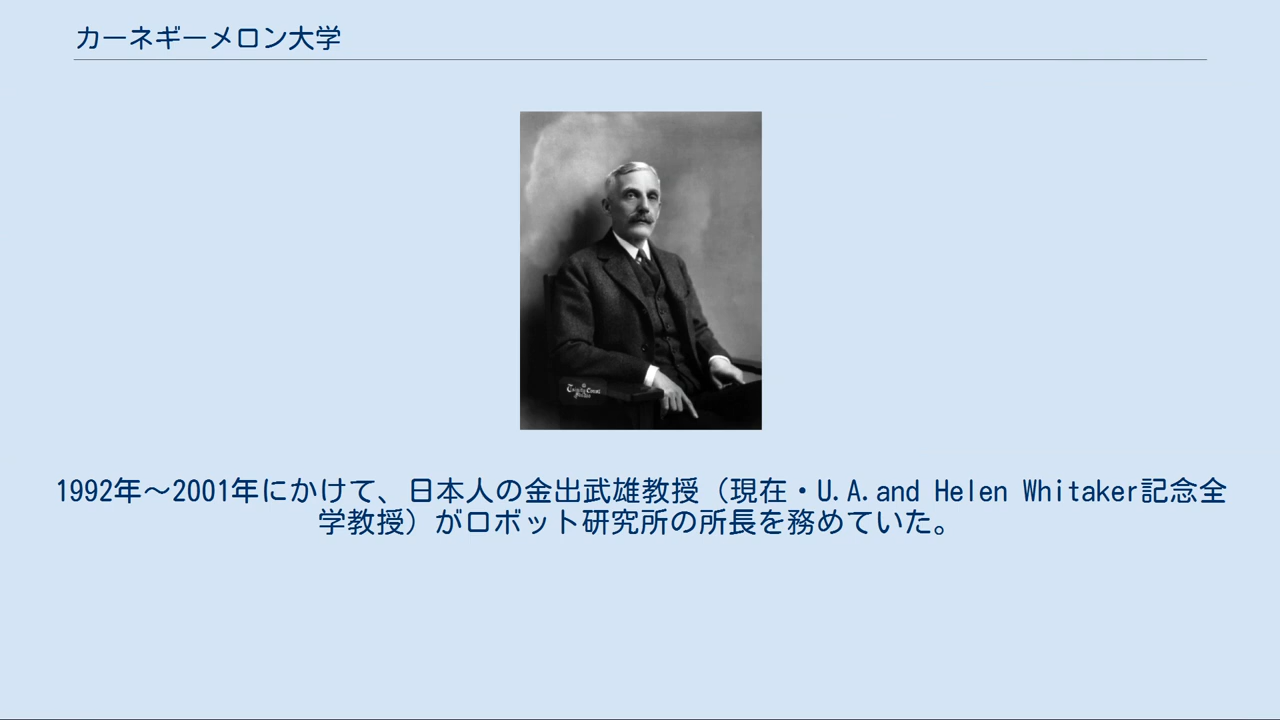 カーネギーメロン大学
1992年～2001年にかけて、日本人の金出武雄教授（現在・U.A.and Helen Whitaker記念全
学教授）がロボット研究所の所長を務めていた。